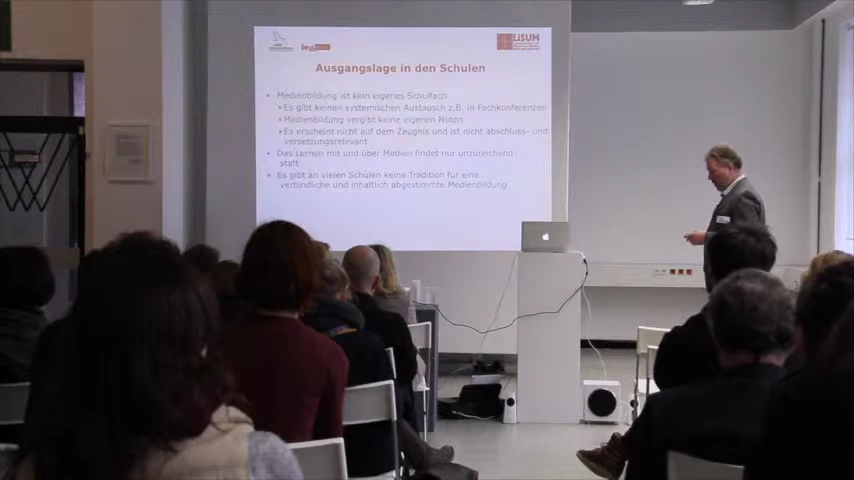 LISUM
Ausgangslage in den Schulen
• Medienbildung ist kein eigenes Schulfach
• Es gibt keinen systemischen Austausch z.B. in Fachkonferenzen
• Medienbildung vergibt keine eigenen Noten
• Es erscheint nicht auf dem Zeugnis und ist nicht abschluss- und
versetzungsrelevant
• Das Lernen mit und über Medien findet nur unzureichend
statt
• Es gibt an vielen Schulen keine Tradition für eine
verbindliche und inhaltlich abgestimmte Medienbildung